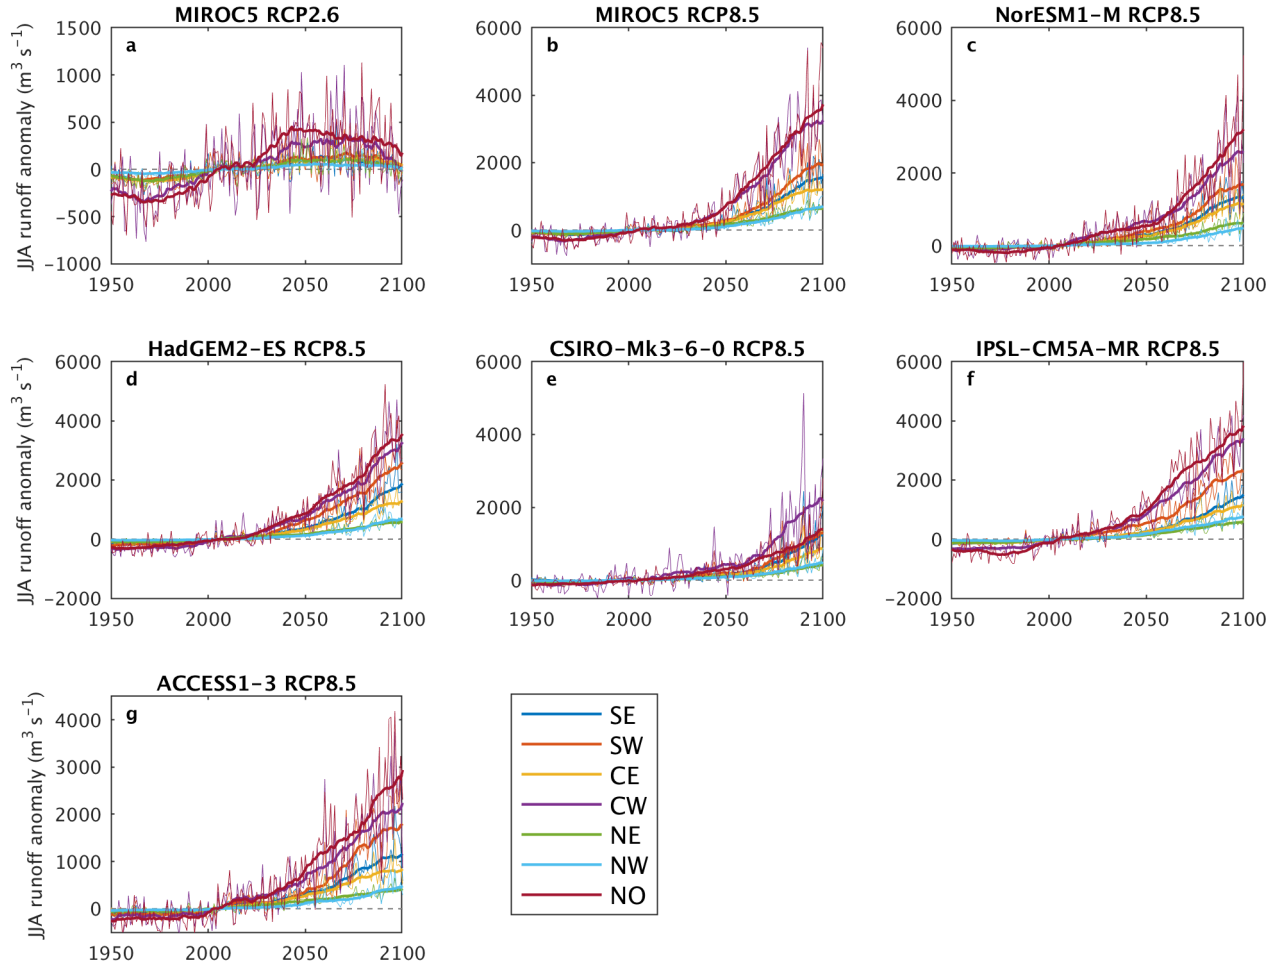 MIROC5 RCP2.6
MIROC5 RCP8.5
NorESM1-M RCP8.5
JJA runoff anomaly (m³ s⁻¹)
a
1500
1000
500
0
-500
-1000
1950 2000 2050 2100
b
6000
4000
2000
0
1950 2000 2050 2100
c
6000
4000
2000
0
1950 2000 2050 2100
HadGEM2-ES RCP8.5
CSIRO-Mk3-6-0 RCP8.5
IPSL-CM5A-MR RCP8.5
JJA runoff anomaly (m³ s⁻¹)
d
6000
4000
2000
0
-2000
1950 2000 2050 2100
e
6000
4000
2000
0
1950 2000 2050 2100
f
6000
4000
2000
0
-2000
1950 2000 2050 2100
ACCESS1-3 RCP8.5
JJA runoff anomaly (m³ s⁻¹)
g
4000
3000
2000
1000
0
1950 2000 2050 2100
SE
SW
CE
CW
NE
NW
NO